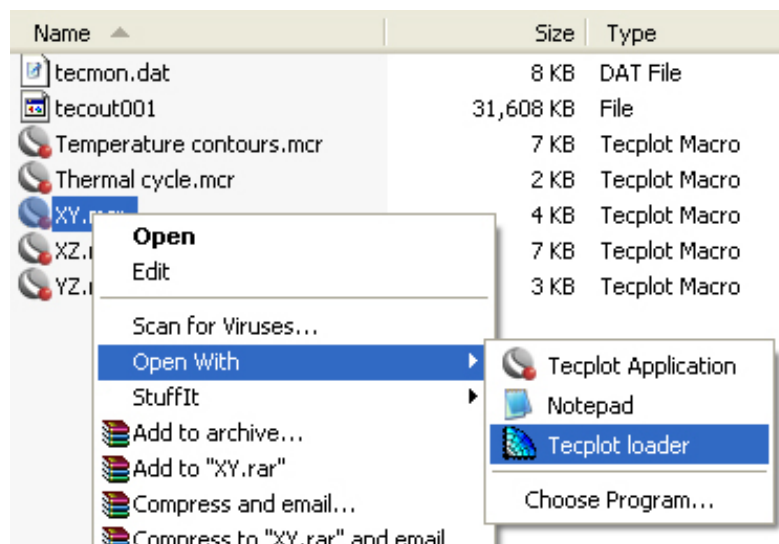 Name Size Type
tecmon.dat 8 KB DAT File
tecout001 31,608 KB File
Temperature contours.mcr 7 KB Tecplot Macro
Thermal cycle.mcr 2 KB Tecplot Macro
XY.mcr 4 KB Tecplot Macro
XZ. 7 KB Tecplot Macro
YZ. 3 KB Tecplot Macro
Open
Edit
Scan for Viruses...
Open With
StuffIt
Add to archive...
Add to "XY.rar"
Compress and email...
Compress to "XY.rar" and email
Tecplot Application
Notepad
Tecplot loader
Choose Program...